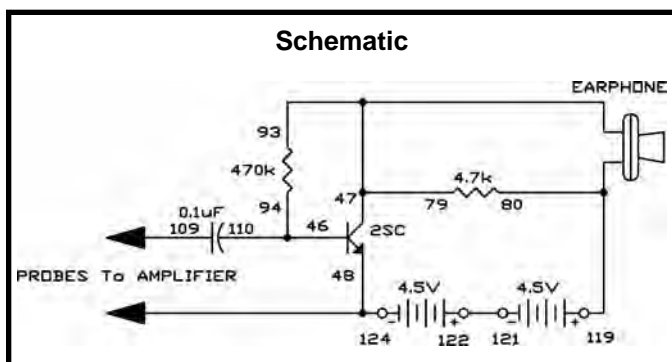 Schematic
EARPHONE
93
470k
94
47
4.7k
79 80
0.1uF
109 110
46
2SC
PROBES To AMPLIFIER
48
4.5V 4.5V
- + - +
124 122 121 119